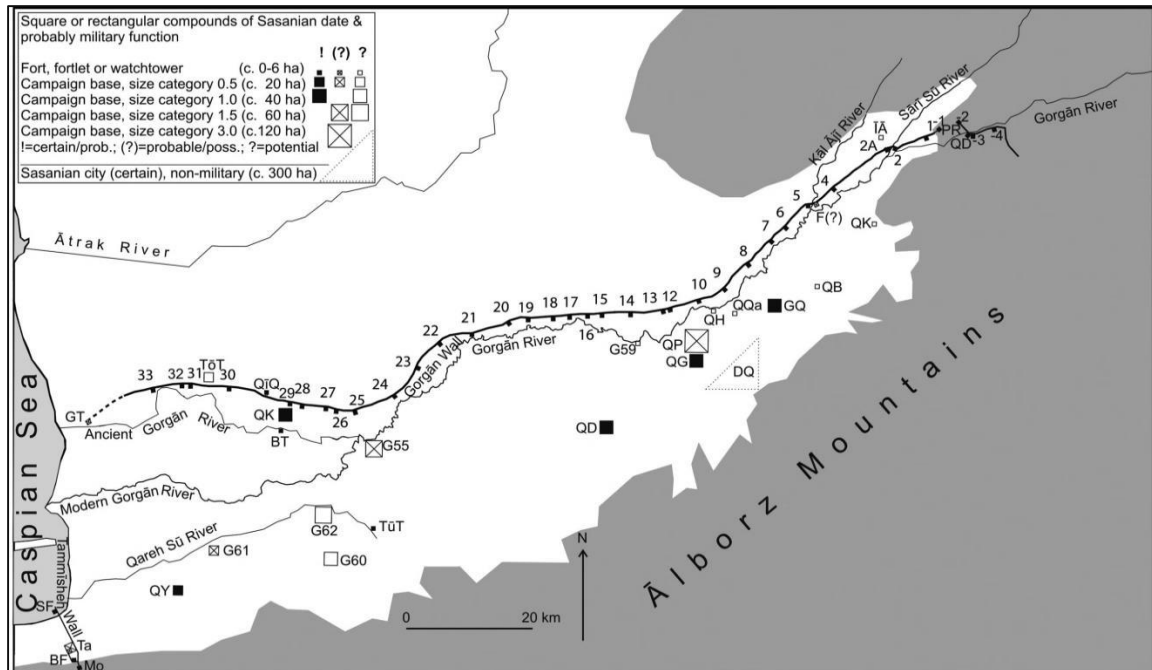 Square or rectangular compounds of Sasanian date &
probably military function
! (?) ?
Fort, fortlet or watchtower (c. 0-6 ha)
Campaign base, size category 0.5 (c. 20 ha)
Campaign base, size category 1.0 (c. 40 ha)
Campaign base, size category 1.5 (c. 60 ha)
Campaign base, size category 3.0 (c.120 ha)
!=certain/prob.; (?)=probable/poss.; ?=potential
Sasanian city (certain), non-military (c. 300 ha)
Ātrak River
Kāl Ājī River
Sārī Sū River
Gorgān River
-2
1
-1
PR
QD
-3
-4
ĪĀ
2A
2
4
5
F(?)
QK
6
7
8
9
10
QB
QQa
GQ
QH
12
13
14
15
17
18
19
20
21
22
16
G59
QP
QG
DQ
Gorgān River
Gorgān Wall
23
24
25
26
27
28
29
QīQ
30
TōT
31
32
33
GT
Ancient Gorgān River
QK
BT
G55
QD
Modern Gorgān River
Caspian Sea
Qareh Sū River
G62
TūT
G61
G60
QY
Tammīsheh Wall
SF
Ta
BF
Mo
N
0 20 km
Ālborz Mountains